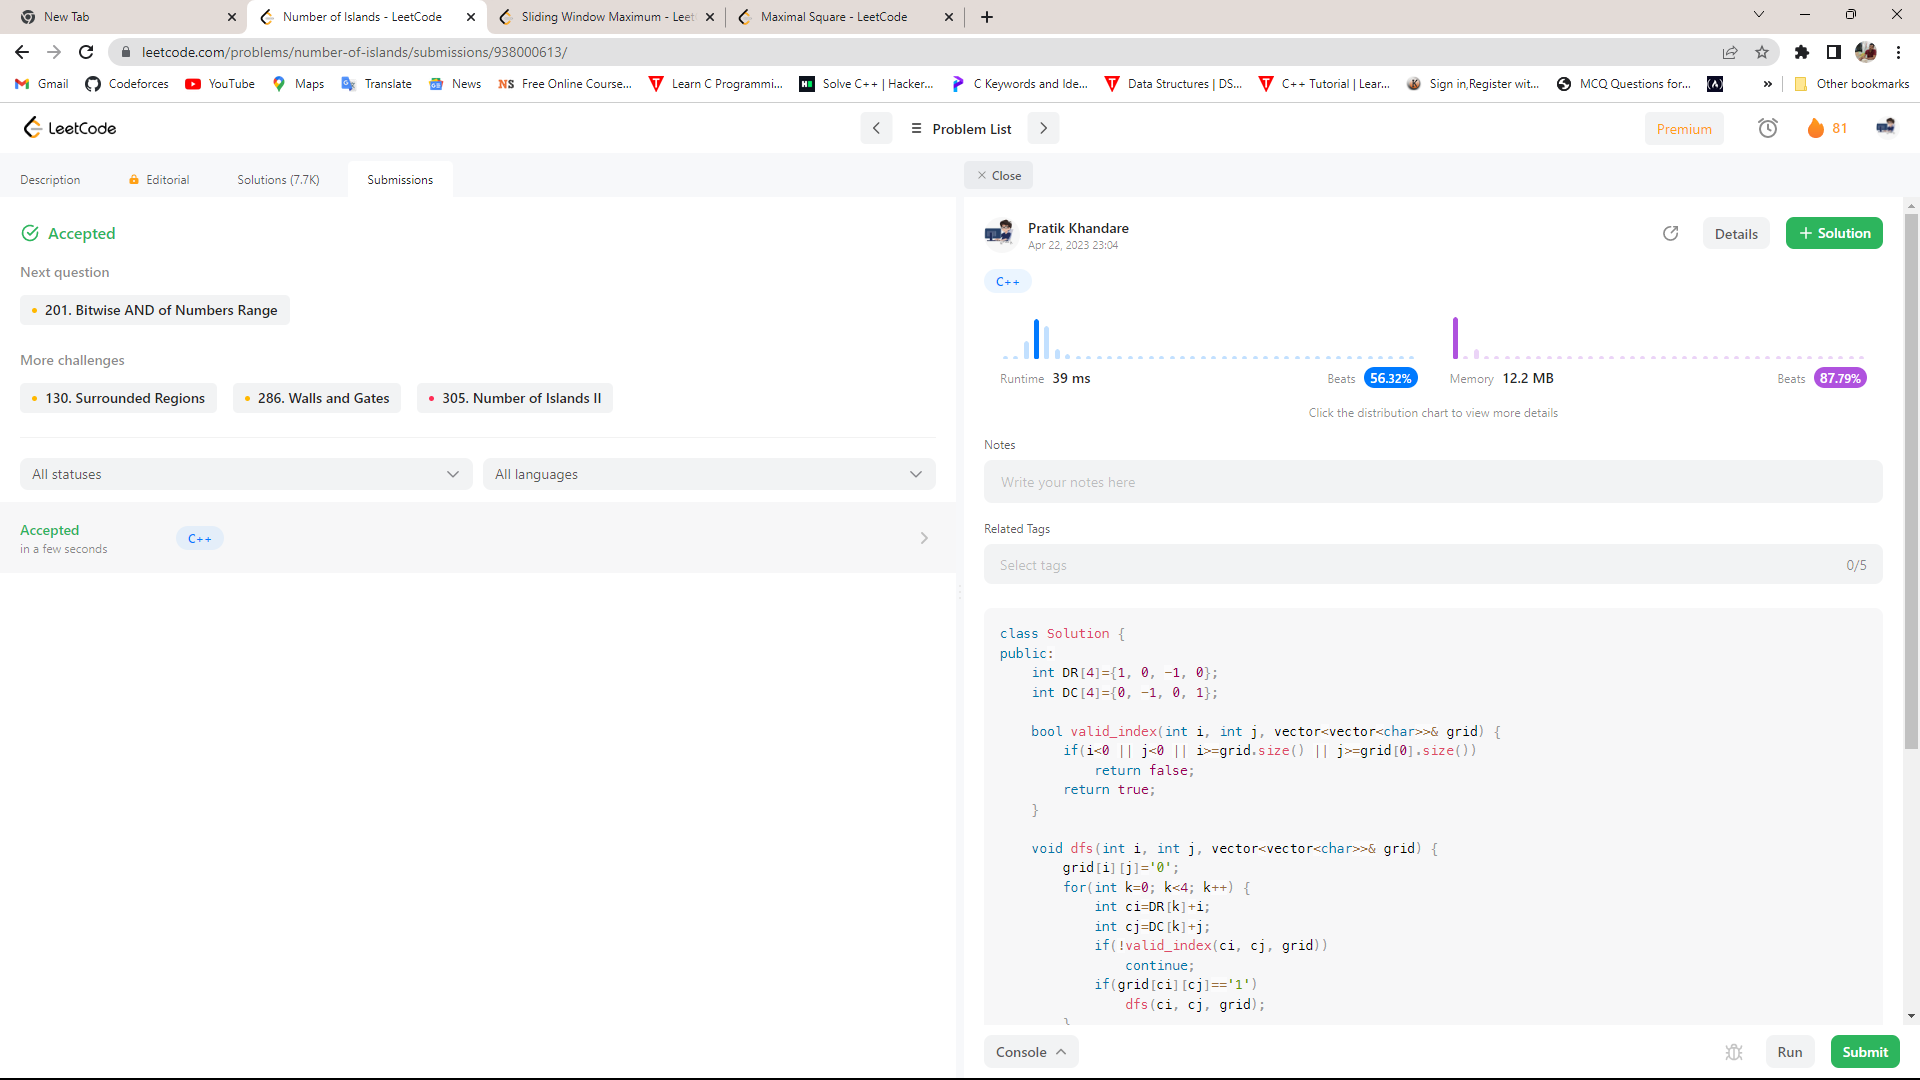 New Tab
Number of Islands - LeetCode
Sliding Window Maximum - Leet
Maximal Square - LeetCode
leetcode.com/problems/number-of-islands/submissions/938000613/
Gmail
Codeforces
YouTube
Maps
Translate
News
NS Free Online Course...
Learn C Programmi...
Solve C++ | Hacker...
C Keywords and Ide...
Data Structures | DS...
C++ Tutorial | Lear...
Sign in,Register wit...
MCQ Questions for...
»
Other bookmarks
LeetCode
Problem List
Premium
81
Description
Editorial
Solutions (7.7K)
Submissions
Close
Accepted
Next question
201. Bitwise AND of Numbers Range
More challenges
130. Surrounded Regions
286. Walls and Gates
305. Number of Islands II
All statuses
All languages
Accepted
in a few seconds
C++
Pratik Khandare
Apr 22, 2023 23:04
Details
+ Solution
C++
Runtime 39 ms
Beats 56.32%
Memory 12.2 MB
Beats 87.79%
Click the distribution chart to view more details
Notes
Write your notes here
Related Tags
Select tags
0/5
class Solution {
public:
    int DR[4]={1, 0, -1, 0};
    int DC[4]={0, -1, 0, 1};
    bool valid_index(int i, int j, vector<vector<char>>& grid) {
        if(i<0 || j<0 || i>=grid.size() || j>=grid[0].size())
            return false;
        return true;
    }
    void dfs(int i, int j, vector<vector<char>>& grid) {
        grid[i][j]='0';
        for(int k=0; k<4; k++) {
            int ci=DR[k]+i;
            int cj=DC[k]+j;
            if(!valid_index(ci, cj, grid))
                continue;
            if(grid[ci][cj]=='1')
                dfs(ci, cj, grid);
        }
Console
Run
Submit